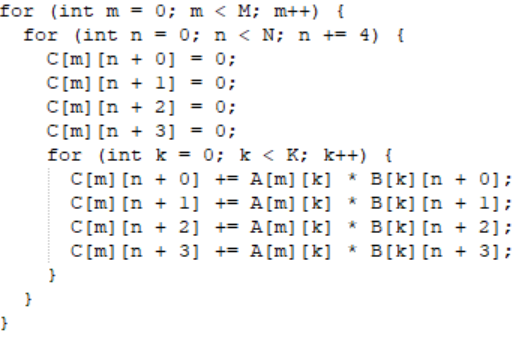 for (int m = 0; m < M; m++) {
  for (int n = 0; n < N; n += 4) {
    C[m][n + 0] = 0;
    C[m][n + 1] = 0;
    C[m][n + 2] = 0;
    C[m][n + 3] = 0;
    for (int k = 0; k < K; k++) {
      C[m][n + 0] += A[m][k] * B[k][n + 0];
      C[m][n + 1] += A[m][k] * B[k][n + 1];
      C[m][n + 2] += A[m][k] * B[k][n + 2];
      C[m][n + 3] += A[m][k] * B[k][n + 3];
    }
  }
}